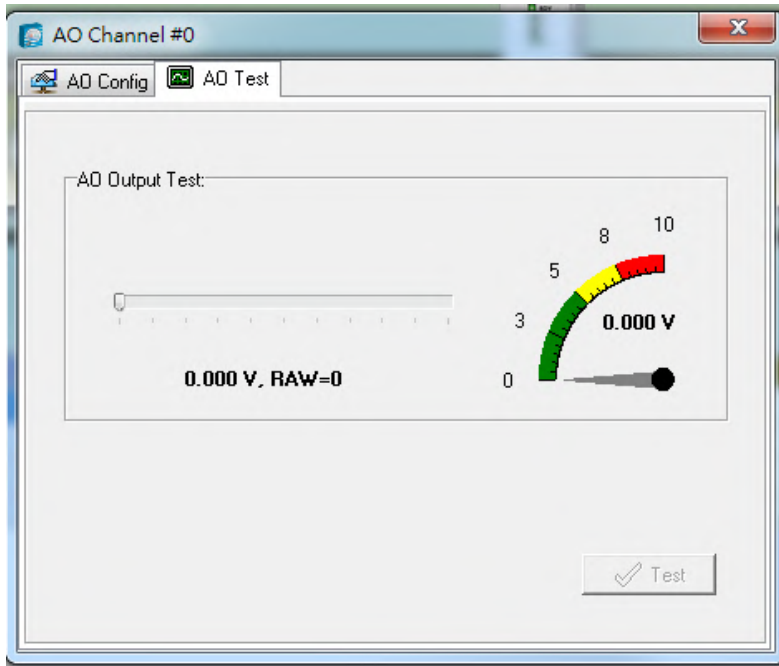 AO Channel #0
AO Config
AO Test
AO Output Test:
10
8
5
3
0.000 V
0
0.000 V, RAW=0
Test